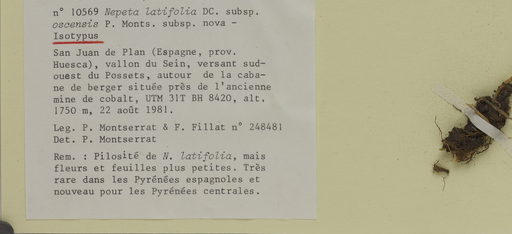 n° 10569 Nepeta latifolia DC. subsp.
oscensis P. Monts. subsp. nova -
Isotypus
San Juan de Plan (Espagne, prov.
Huesca), vallon du Sein, versant sud-
ouest du Possets, autour de la caba-
ne de berger située près de l'ancienne
mine de cobalt, UTM 31T BH 8420, alt.
1750 m, 22 août 1981.
Leg. P. Montserrat & F. Fillat n° 248481
Det. P. Montserrat
Rem. : Pilosité de N. latifolia, mais
fleurs et feuilles plus petites. Très
rare dans les Pyrénées espagnoles et
nouveau pour les Pyrénées centrales.